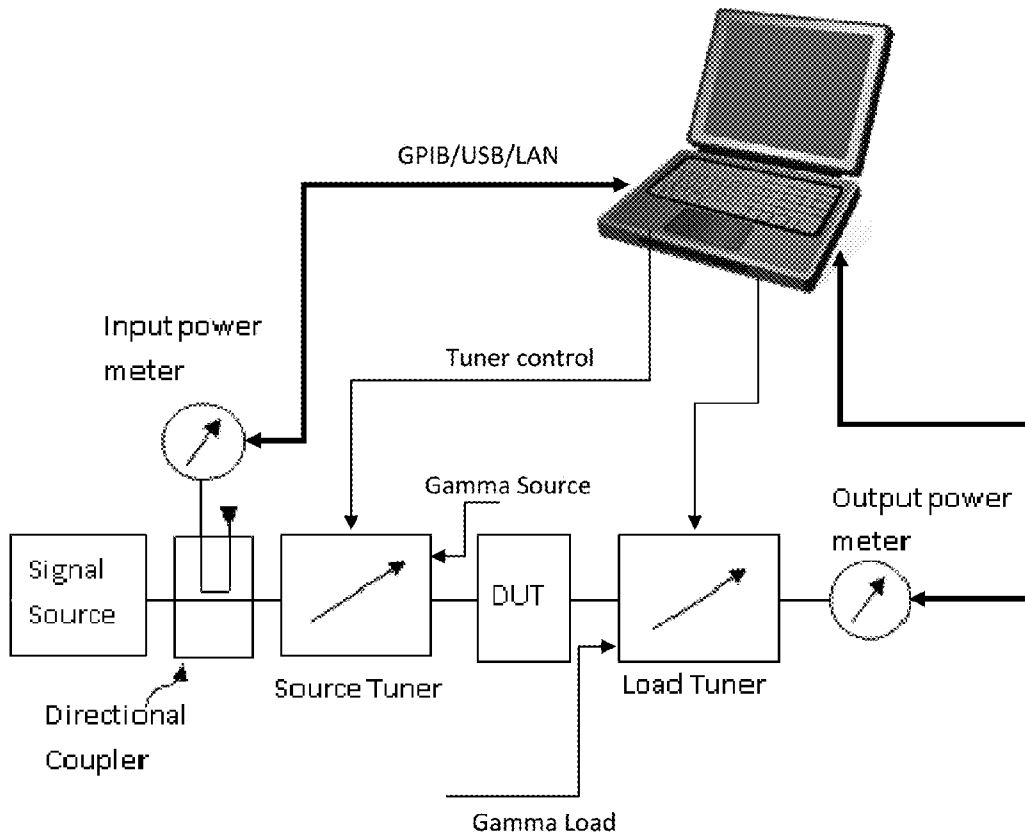 GPIB/USB/LAN
Input power
meter
Tuner control
Gamma Source
Output power
meter
Signal
Source
DUT
Source Tuner
Load Tuner
Directional
Coupler
Gamma Load